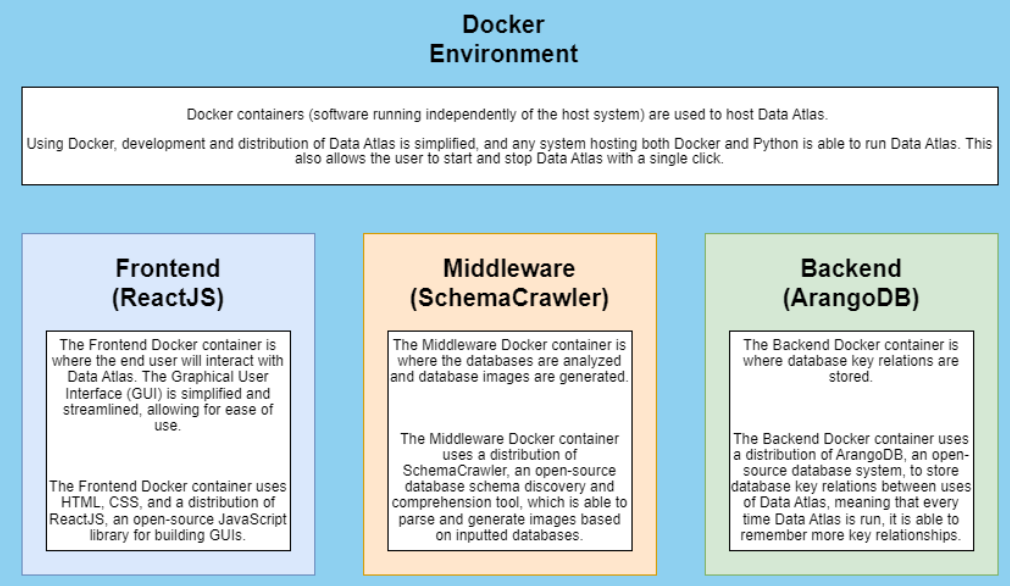 Docker
Environment
Docker containers (software running independently of the host system) are used to host Data Atlas.
Using Docker, development and distribution of Data Atlas is simplified, and any system hosting both Docker and Python is able to run Data Atlas. This
also allows the user to start and stop Data Atlas with a single click.
Frontend
(ReactJS)
The Frontend Docker container is
where the end user will interact with
Data Atlas. The Graphical User
Interface (GUI) is simplified and
streamlined, allowing for ease of
use.
The Frontend Docker container uses
HTML, CSS, and a distribution of
ReactJS, an open-source JavaScript
library for building GUIs.
Middleware
(SchemaCrawler)
The Middleware Docker container is
where the databases are analyzed
and database images are generated.
The Middleware Docker container
uses a distribution of
SchemaCrawler, an open-source
database schema discovery and
comprehension tool, which is able to
parse and generate images based
on inputted databases.
Backend
(ArangoDB)
The Backend Docker container is
where database key relations are
stored.
The Backend Docker container uses
a distribution of ArangoDB, an open-
source database system, to store
database key relations between uses
of Data Atlas, meaning that every
time Data Atlas is run, it is able to
remember more key relationships.